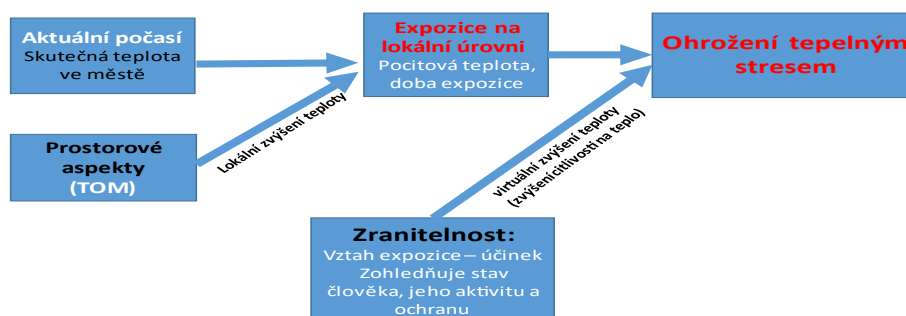 Aktuální počasí
Skutečná teplota
ve městě
Expozice na
lokální úrovni
Pocitová teplota,
doba expozice
Ohrožení tepelným
stresem
Lokální zvýšení teploty
Prostorové
aspekty
(TOM)
virtuální zvýšení teploty
(zvýšenícitlivosti na teplo)
Zranitelnost:
Vztah expozice – účinek
Zohledňuje stav
člověka, jeho aktivitu a
ochranu